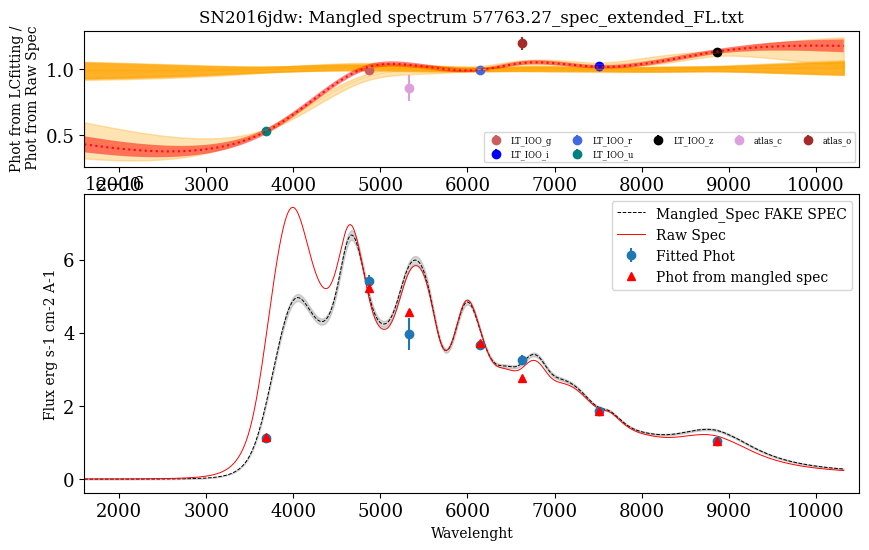 SN2016jdw: Mangled spectrum 57763.27_spec_extended_FL.txt
Phot from LCfitting /
Phot from Raw Spec
1.0
0.5
LT_IOO_g
LT_IOO_r
LT_IOO_z
atlas_c
atlas_o
LT_IOO_i
LT_IOO_u
2000 3000 4000 5000 6000 7000 8000 9000 10000
1e−16
Flux erg s-1 cm-2 A-1
6
4
2
0
Mangled_Spec FAKE SPEC
Raw Spec
Fitted Phot
Phot from mangled spec
2000 3000 4000 5000 6000 7000 8000 9000 10000
Wavelenght